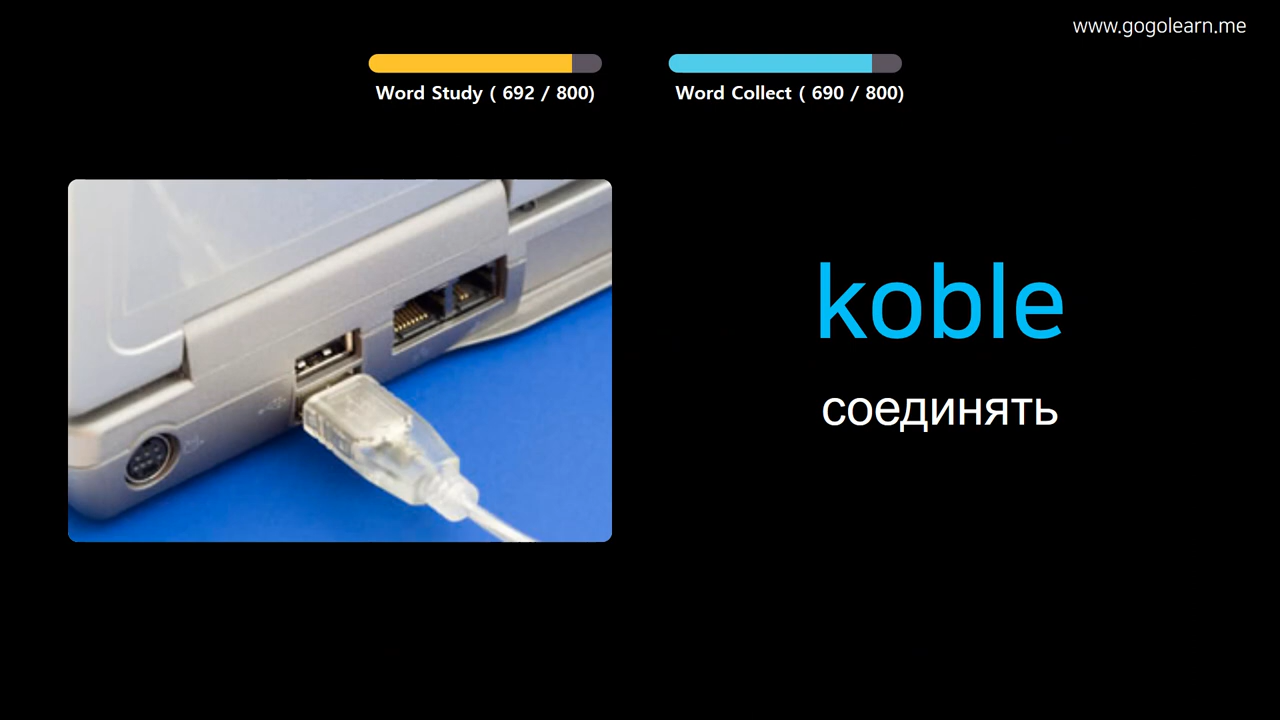 www.gogolearn.me
Word Study ( 692 / 800)
Word Collect ( 690 / 800)
koble
соединять